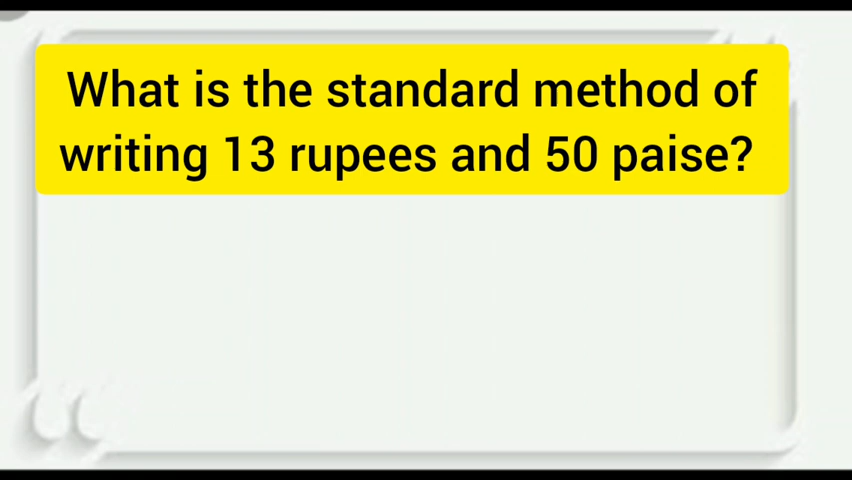 What is the standard method of
writing 13 rupees and 50 paise?